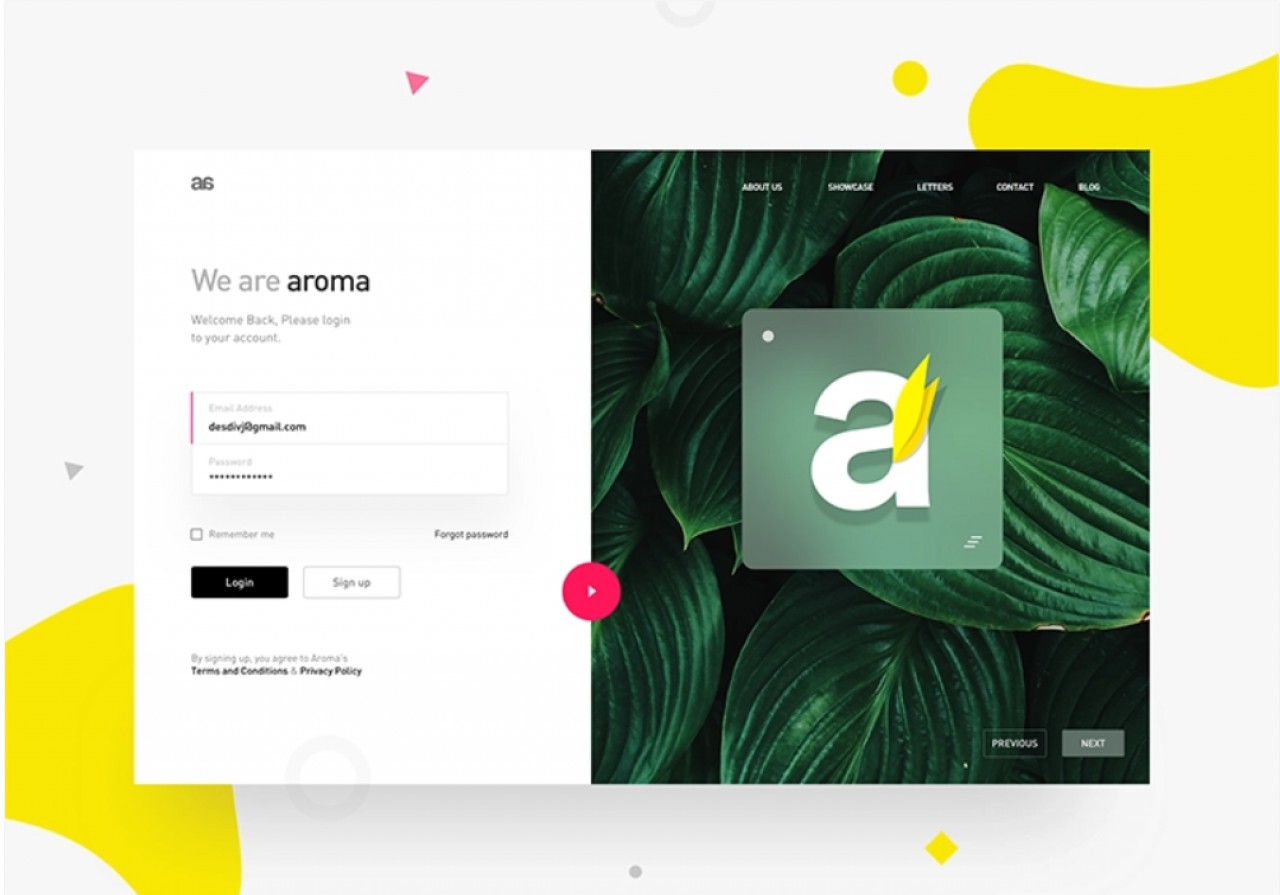 aa
We are aroma
Welcome Back, Please login
to your account.
Email Address
desdivj@gmail.com
Password
************
Remember me
Forgot password
Login
Sign up
By signing up, you agree to Aroma's
Terms and Conditions & Privacy Policy
ABOUT US
SHOWCASE
LETTERS
CONTACT
BLOG
a
PREVIOUS
NEXT